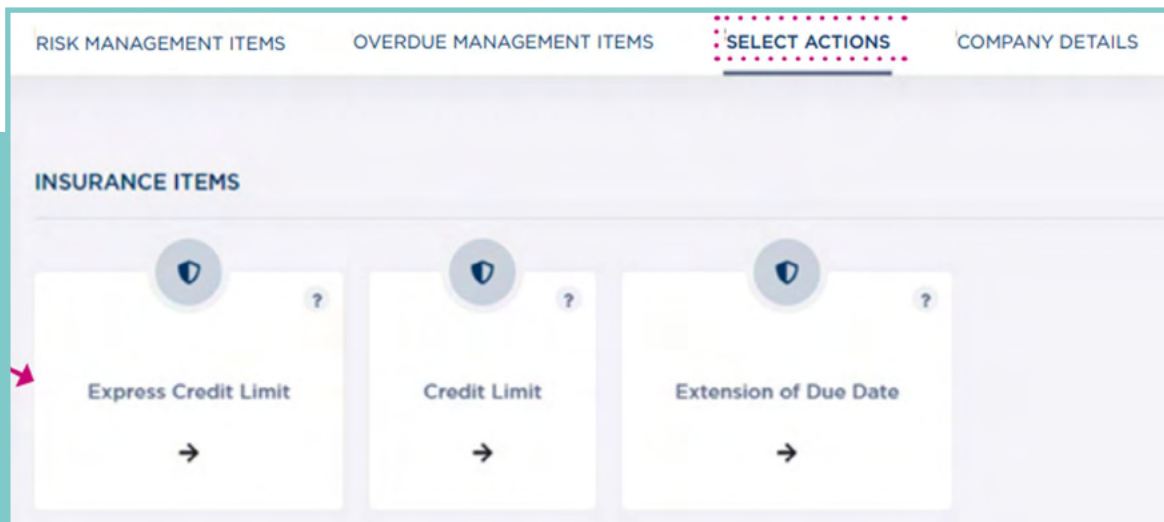 RISK MANAGEMENT ITEMS OVERDUE MANAGEMENT ITEMS SELECT ACTIONS COMPANY DETAILS
INSURANCE ITEMS
? ? ?
Express Credit Limit Credit Limit Extension of Due Date